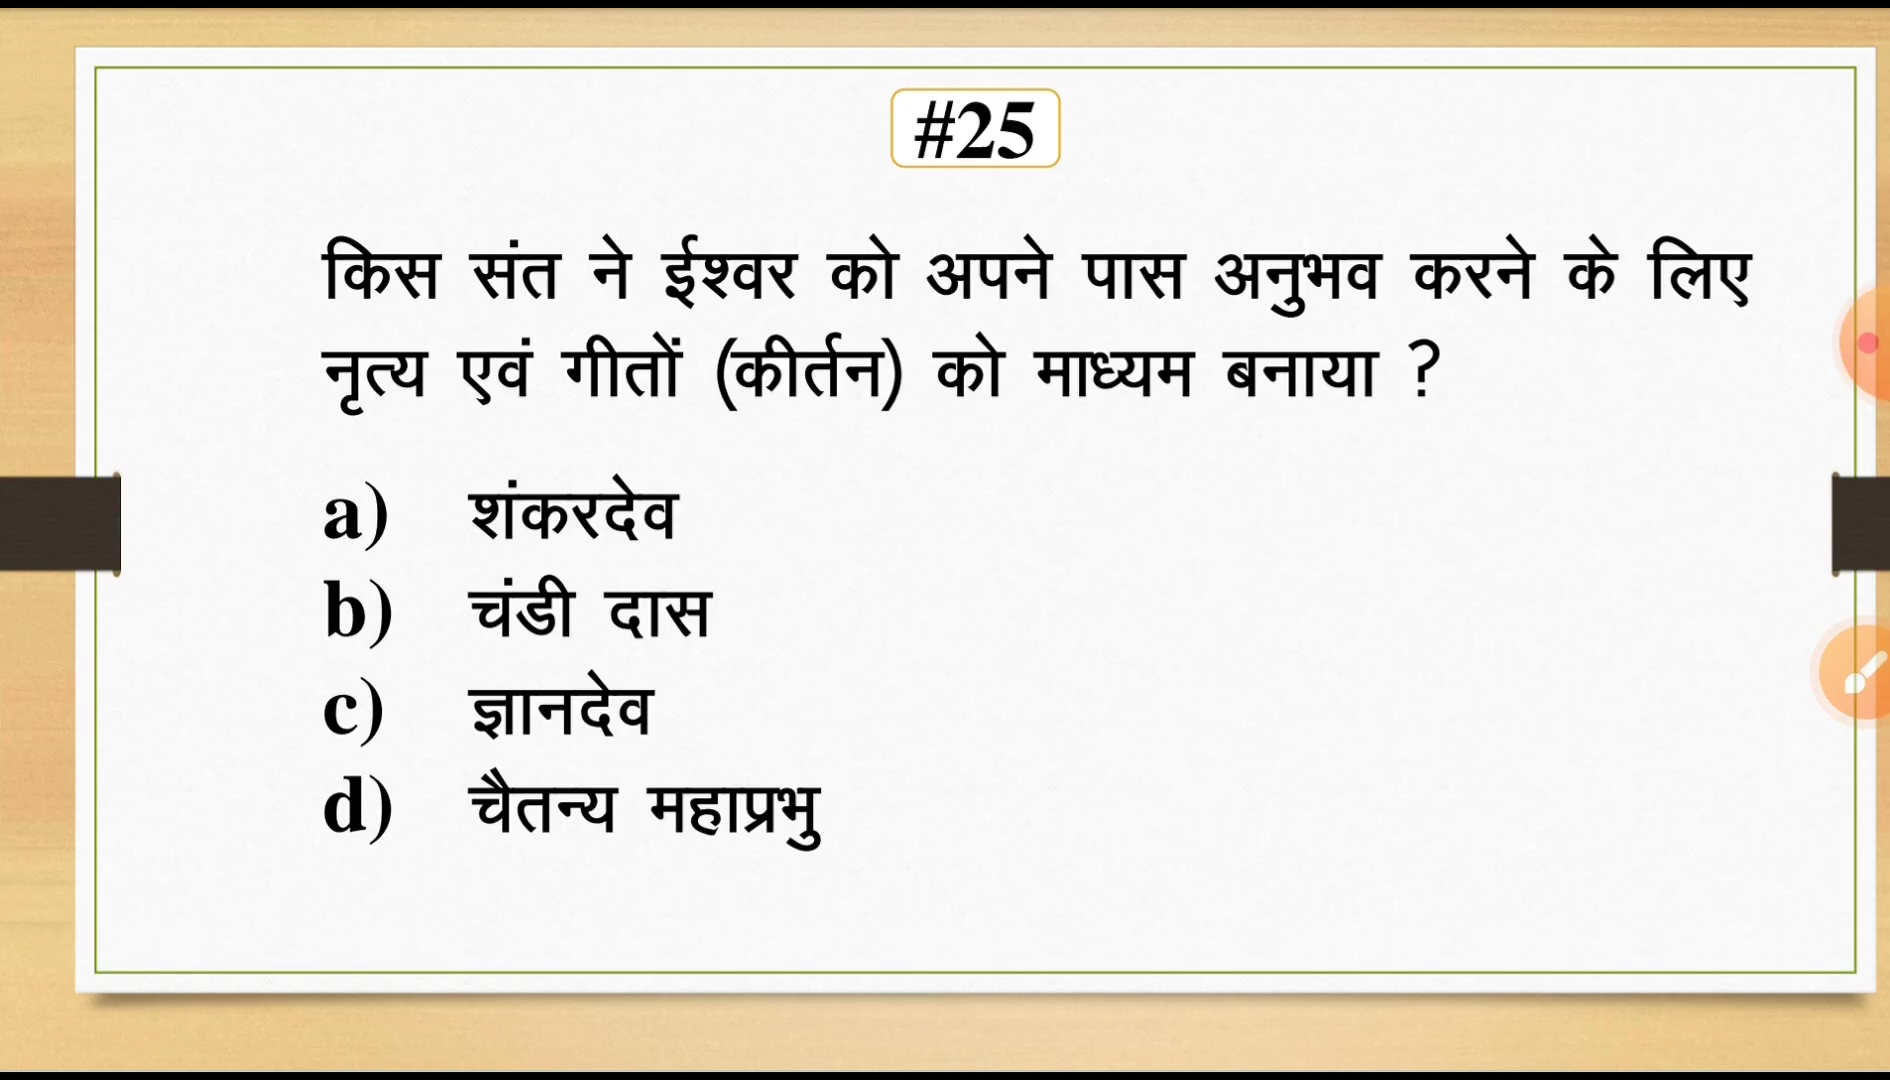 #25
किस संत ने ईश्वर को अपने पास अनुभव करने के लिए
नृत्य एवं गीतों (कीर्तन) को माध्यम बनाया ?
a) शंकरदेव
b) चंडी दास
c) ज्ञानदेव
d) चैतन्य महाप्रभु